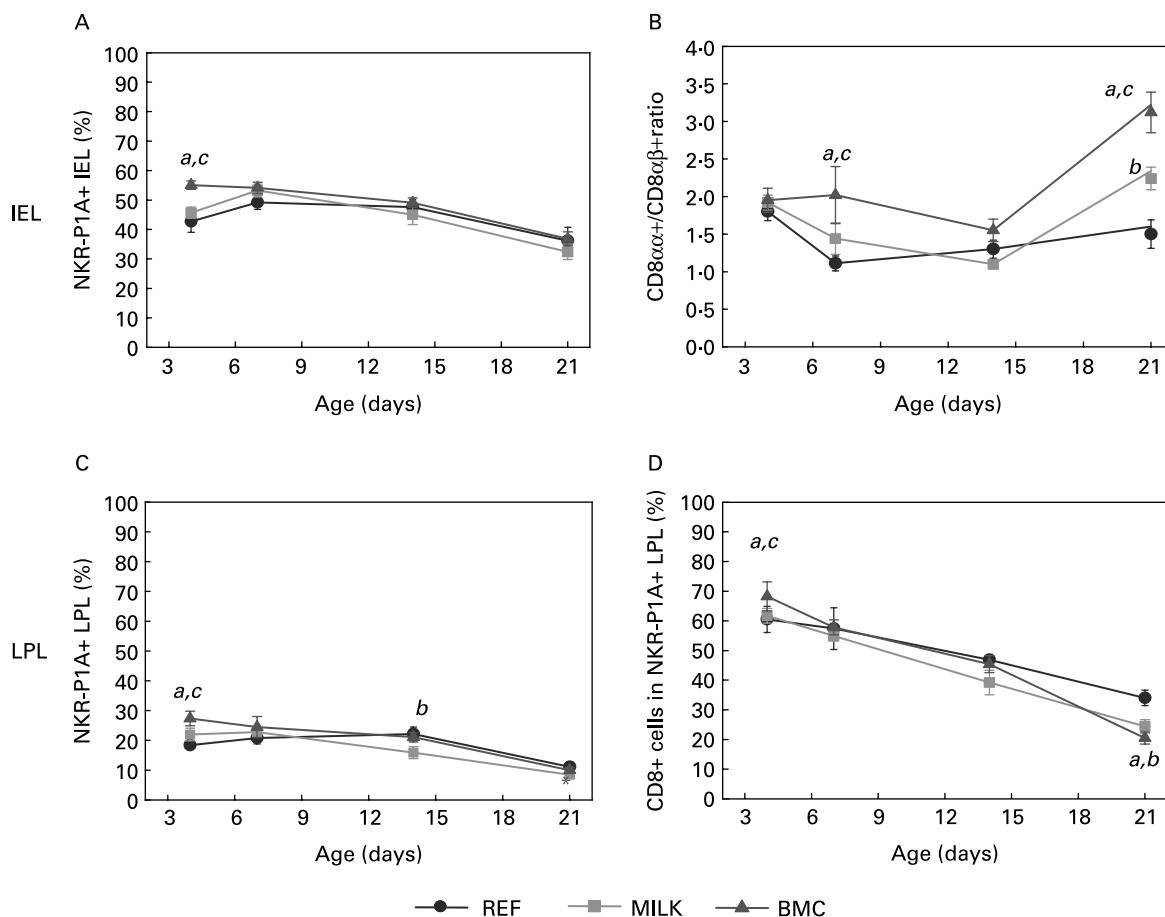 A
NKR-P1A+ IEL (%)
100
90
80
70
60
50
40
30
20
10
0
a,c
3 6 9 12 15 18 21
Age (days)
IEL
B
CD8αα+/CD8αβ+ratio
4·0
3·5
3·0
2·5
2·0
1·5
1·0
0·5
0·0
a,c
a,c
b
3 6 9 12 15 18 21
Age (days)
C
NKR-P1A+ LPL (%)
100
90
80
70
60
50
40
30
20
10
0
a,c
b
*
3 6 9 12 15 18 21
Age (days)
LPL
D
CD8+ cells in NKR-P1A+ LPL (%)
100
90
80
70
60
50
40
30
20
10
0
a,c
a,b
3 6 9 12 15 18 21
Age (days)
REF MILK BMC